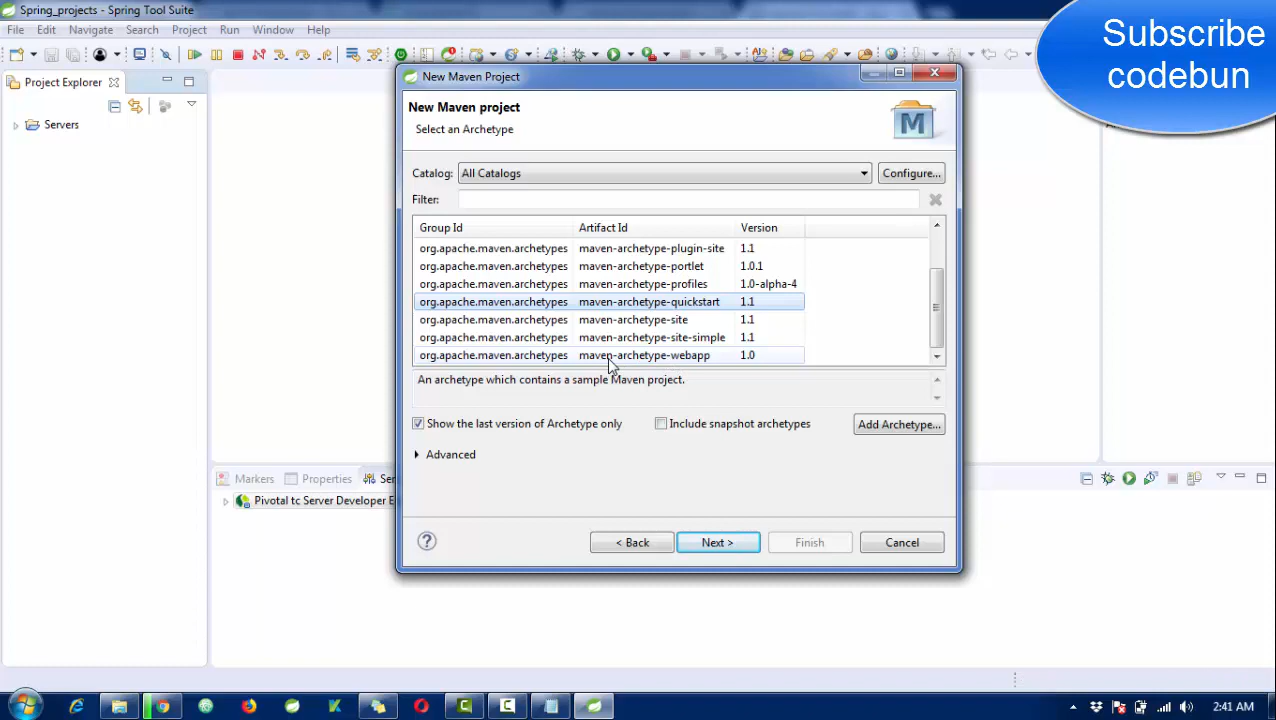 Spring_projects - Spring Tool Suite
File Edit Navigate Search Project Run Window Help
Subscribe
codebun
Project Explorer
Servers
New Maven Project
New Maven project
Select an Archetype
Catalog: All Catalogs Configure...
Filter:
Group Id Artifact Id Version
org.apache.maven.archetypes maven-archetype-plugin-site 1.1
org.apache.maven.archetypes maven-archetype-portlet 1.0.1
org.apache.maven.archetypes maven-archetype-profiles 1.0-alpha-4
org.apache.maven.archetypes maven-archetype-quickstart 1.1
org.apache.maven.archetypes maven-archetype-site 1.1
org.apache.maven.archetypes maven-archetype-site-simple 1.1
org.apache.maven.archetypes maven-archetype-webapp 1.0
An archetype which contains a sample Maven project.
Show the last version of Archetype only Include snapshot archetypes Add Archetype...
Advanced
Markers Properties Ser
Pivotal tc Server Developer E
< Back Next > Finish Cancel
2:41 AM